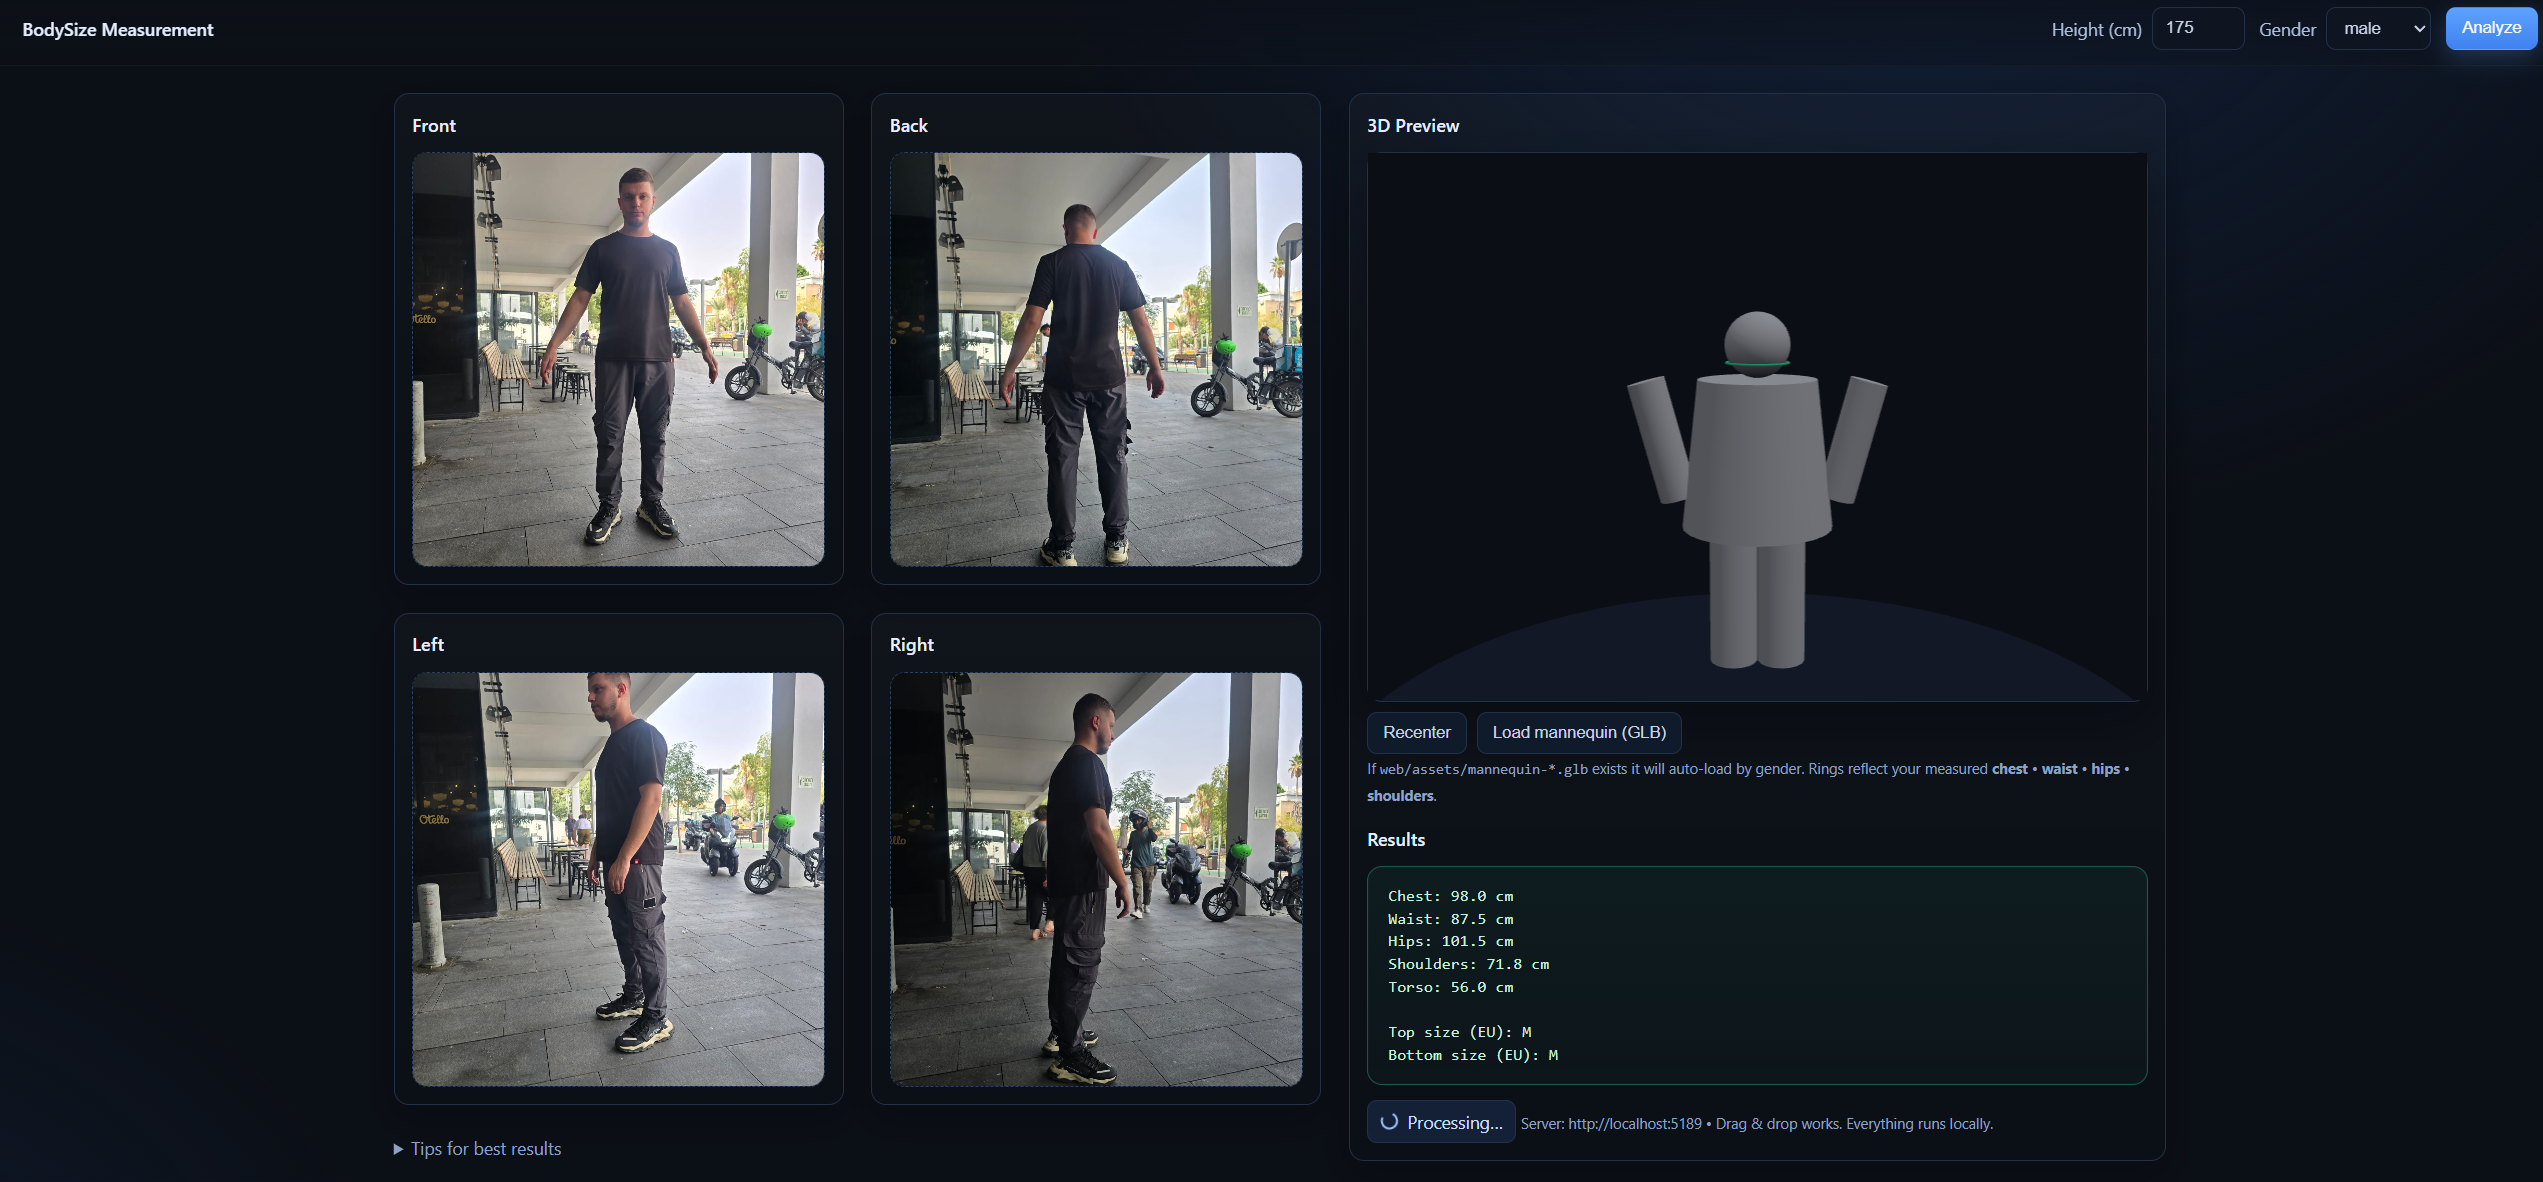 BodySize Measurement
Height (cm) 175 Gender male Analyze
Front
Back
3D Preview
tello
Left
Right
Otello
Recenter Load mannequin (GLB)
If web/assets/mannequin-*.glb exists it will auto-load by gender. Rings reflect your measured chest • waist • hips •
shoulders.
Results
Chest: 98.0 cm
Waist: 87.5 cm
Hips: 101.5 cm
Shoulders: 71.8 cm
Torso: 56.0 cm
Top size (EU): M
Bottom size (EU): M
Processing... Server: http://localhost:5189 • Drag & drop works. Everything runs locally.
Tips for best results